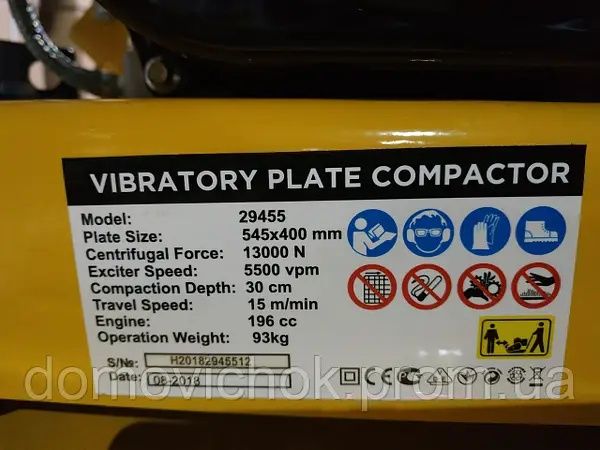 VIBRATORY PLATE COMPACTOR
Model: 29455
Plate Size: 545x400 mm
Centrifugal Force: 13000 N
Exciter Speed: 5500 vpm
Compaction Depth: 30 cm
Travel Speed: 15 m/min
Engine: 196 cc
Operation Weight: 93kg
S/№: H20182945512
Date: 08-2018
domovichok.prom.ua